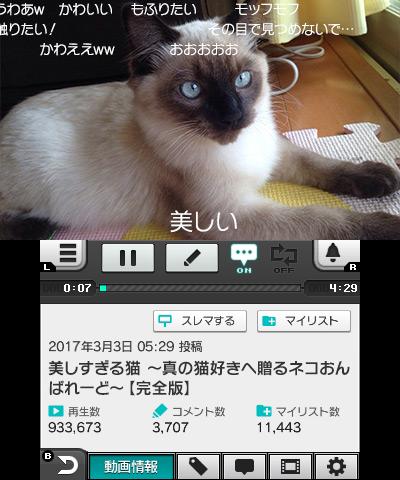 うわあw かわいい もふりたい モッフモフ
触りたい! その目で見つめないで…
かわええww おおおおお
美しい
L
ON
OFF
R
0:07
4:29
スレマする
マイリスト
2017年3月3日 05:29 投稿
美しすぎる猫 ～真の猫好きへ贈るネコおん
ぱれーど～【完全版】
再生数 コメント数 マイリスト数
933,673 3,707 11,443
B
動画情報